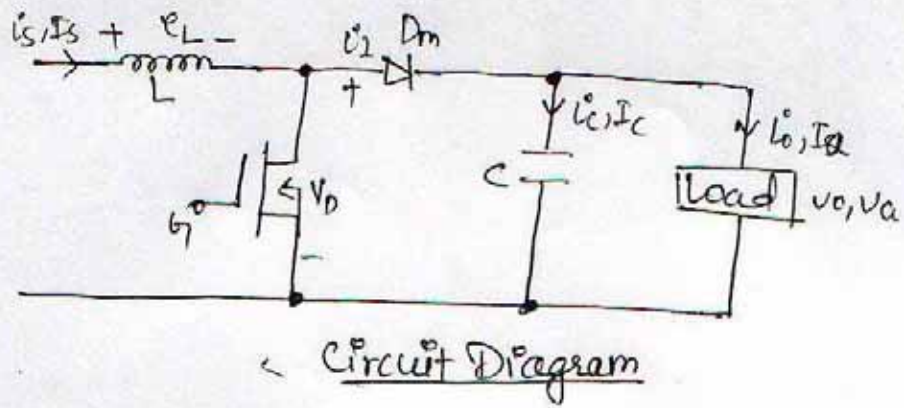 is, Is + eL -
L
i1 Dm
+
ic, Ic
C
io, Ia
Load vo, va
G
VD
-
Circuit Diagram